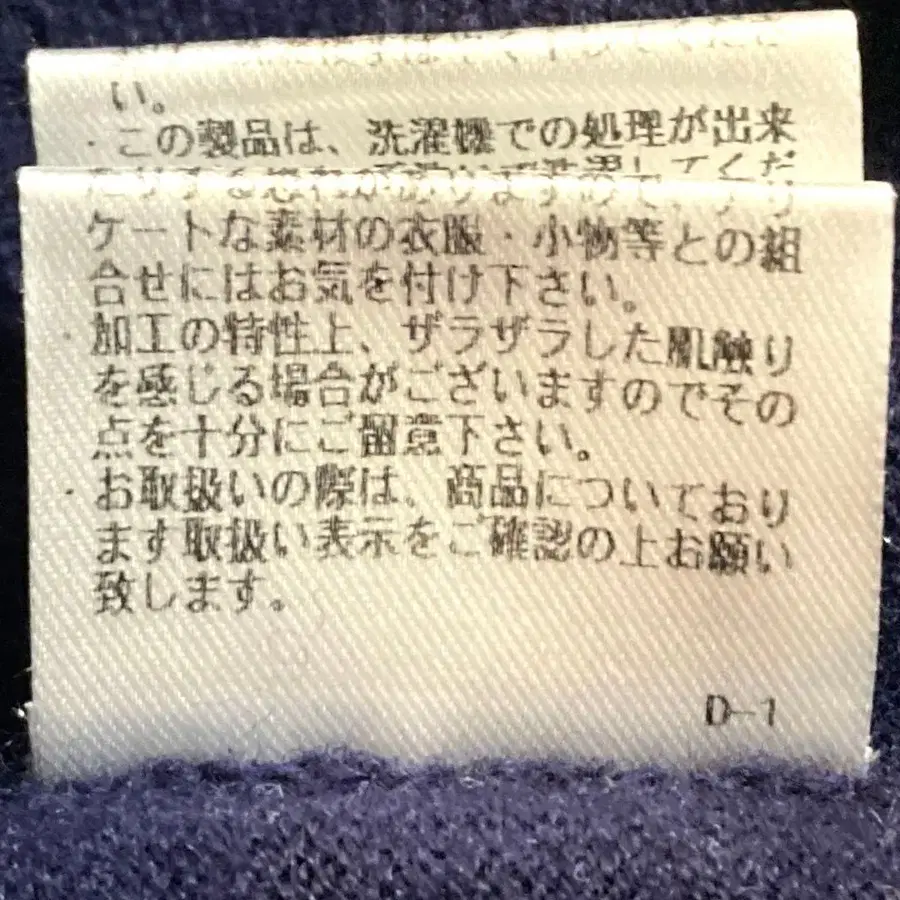 い。
・この製品は、洗濯機での処理が出来
ケートな素材の衣服・小物等との組
合せにはお気を付け下さい。
・加工の特性上、ザラザラした肌触り
を感じる場合がございますのでその
点を十分にご留意下さい。
・お取扱いの際は、商品についており
ます取扱い表示をご確認の上お願い
致します。
D-1